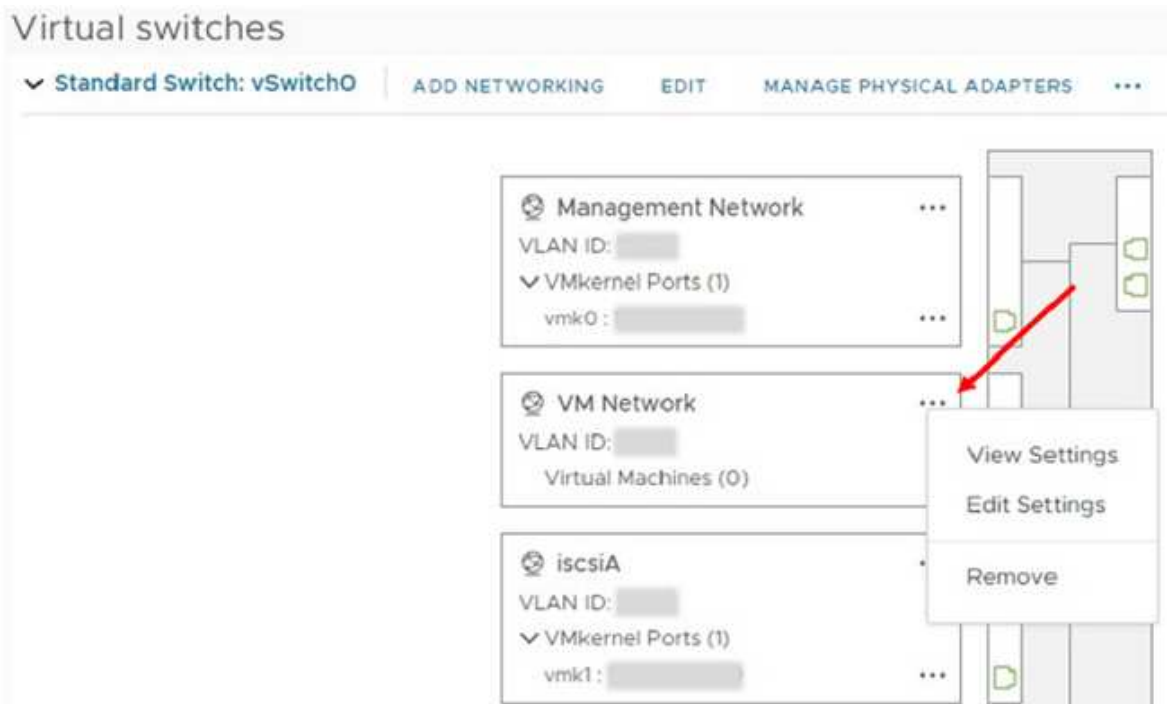 Virtual switches
Standard Switch: vSwitch0 ADD NETWORKING EDIT MANAGE PHYSICAL ADAPTERS ...
Management Network ...
VLAN ID:
VMkernel Ports (1)
vmk0 : ...
VM Network ...
VLAN ID:
Virtual Machines (0)
View Settings
Edit Settings
Remove
iscsiA
VLAN ID:
VMkernel Ports (1)
vmk1 : ...